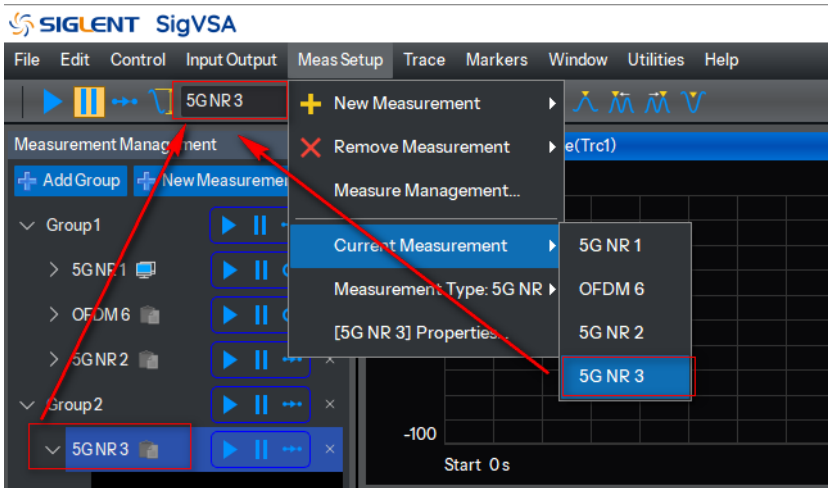 SIGLENT SigVSA
File Edit Control Input Output Meas Setup Trace Markers Window Utilities Help
5G NR 3
New Measurement
Remove Measurement
Measure Management...
Current Measurement
Measurement Type: 5G NR
[5G NR 3] Properties...
5G NR 1
OFDM 6
5G NR 2
5G NR 3
Measurement Management
Add Group New Measuremen
Group1
5G NR 1
OFDM 6
5G NR 2
Group2
5G NR 3
e(Trc1)
-100
Start 0 s